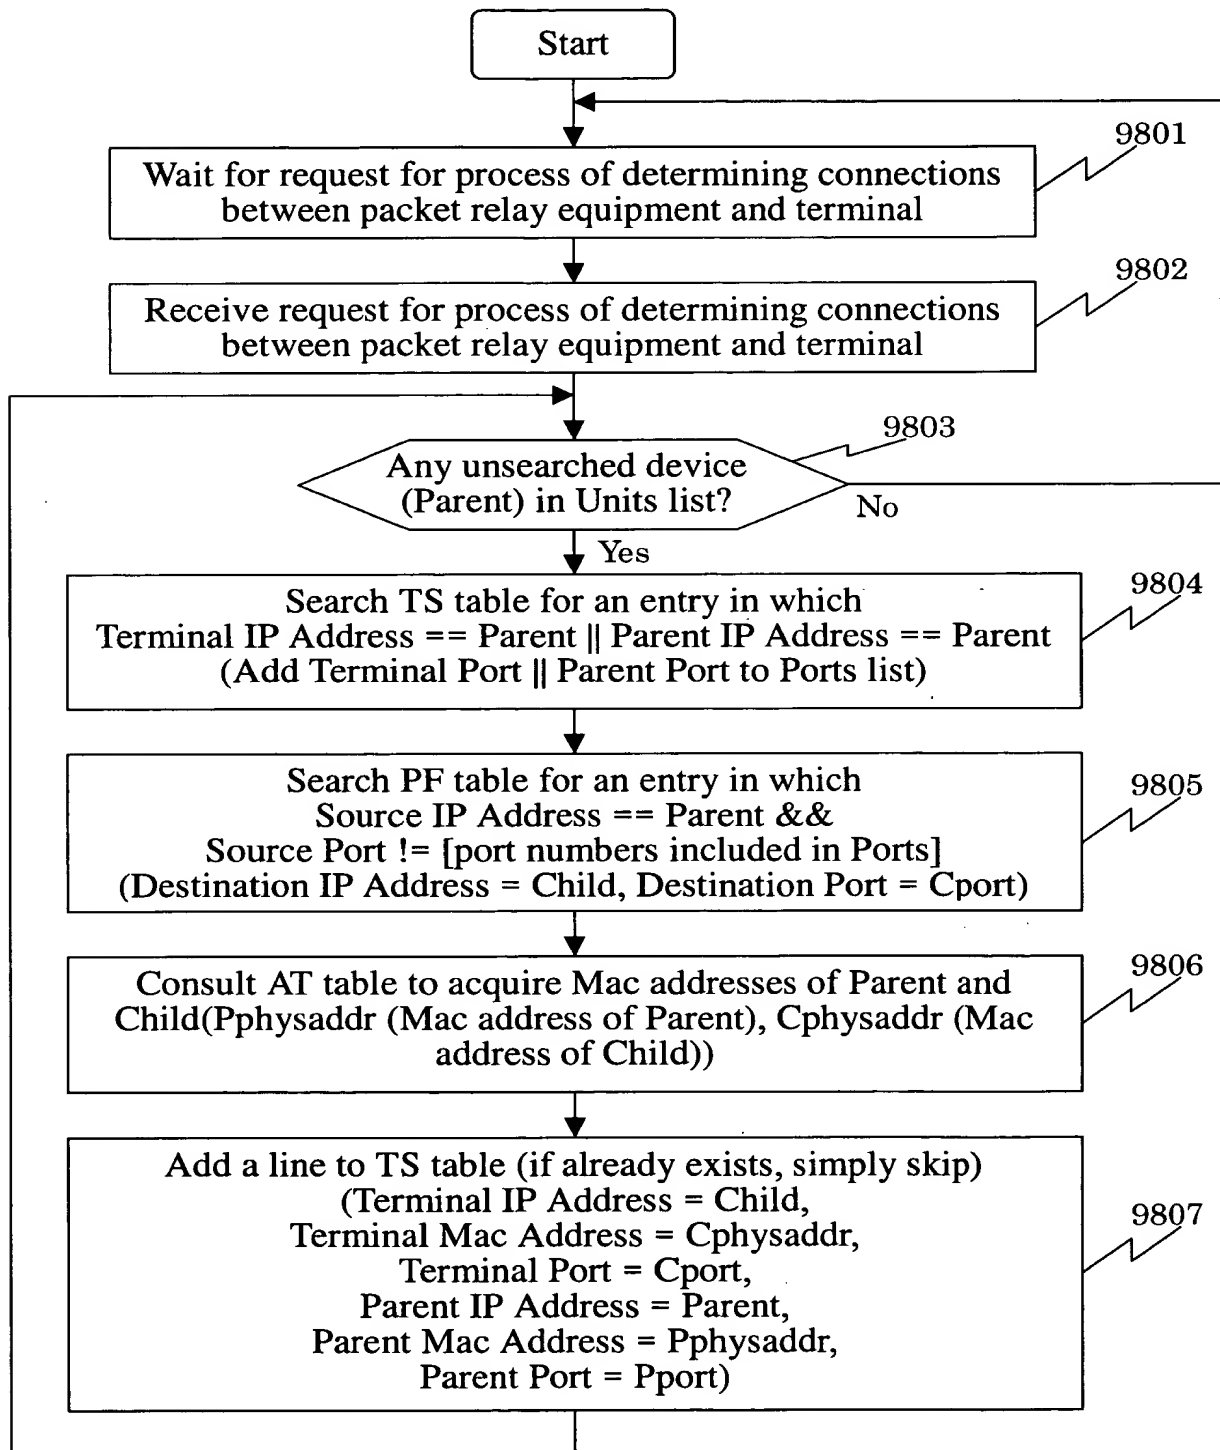 Start
9801
Wait for request for process of determining connections
between packet relay equipment and terminal
9802
Receive request for process of determining connections
between packet relay equipment and terminal
9803
Any unsearched device
(Parent) in Units list?
No
Yes
9804
Search TS table for an entry in which
Terminal IP Address == Parent || Parent IP Address == Parent
(Add Terminal Port || Parent Port to Ports list)
9805
Search PF table for an entry in which
Source IP Address == Parent &&
Source Port != [port numbers included in Ports]
(Destination IP Address = Child, Destination Port = Cport)
9806
Consult AT table to acquire Mac addresses of Parent and
Child(Pphysaddr (Mac address of Parent), Cphysaddr (Mac
address of Child))
9807
Add a line to TS table (if already exists, simply skip)
(Terminal IP Address = Child,
Terminal Mac Address = Cphysaddr,
Terminal Port = Cport,
Parent IP Address = Parent,
Parent Mac Address = Pphysaddr,
Parent Port = Pport)